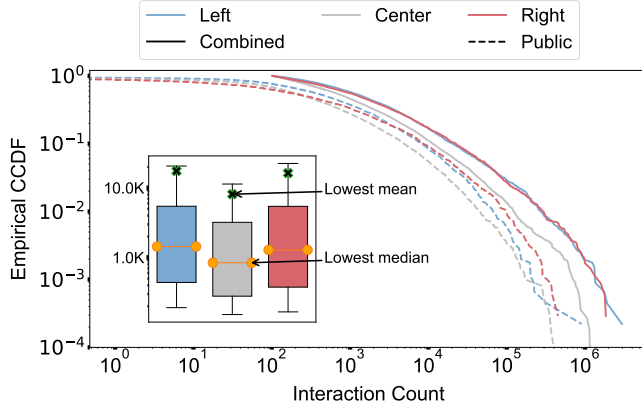 Left Center Right
Combined Public
Empirical CCDF
10^0
10^-1
10^-2
10^-3
10^-4
10.0K
1.0K
Lowest mean
Lowest median
10^0 10^1 10^2 10^3 10^4 10^5 10^6
Interaction Count